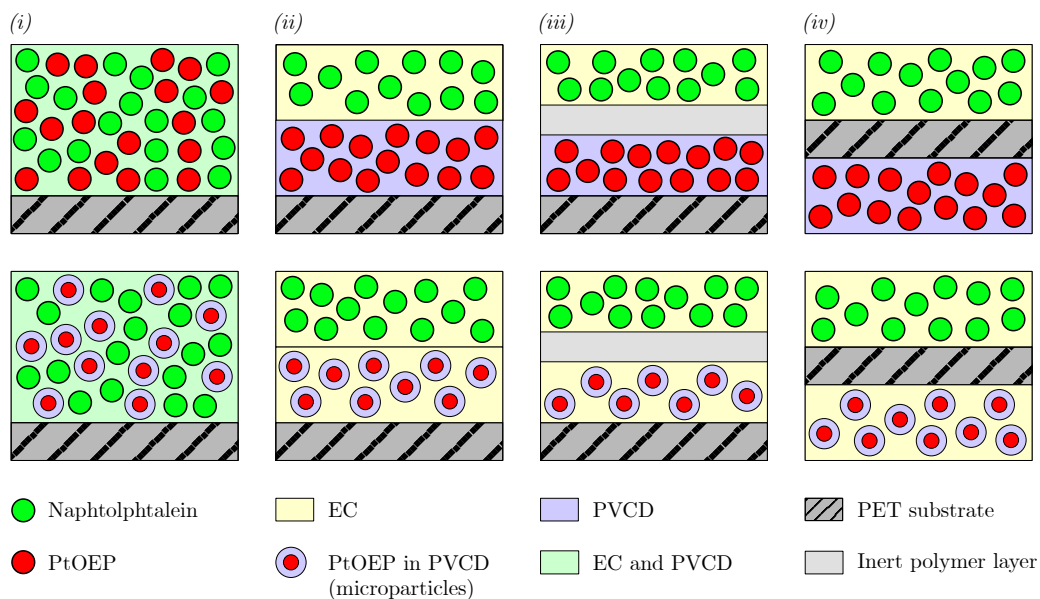 (i)
(ii)
(iii)
(iv)
Naphtolphtalein
EC
PVCD
PET substrate
PtOEP
PtOEP in PVCD
(microparticles)
EC and PVCD
Inert polymer layer